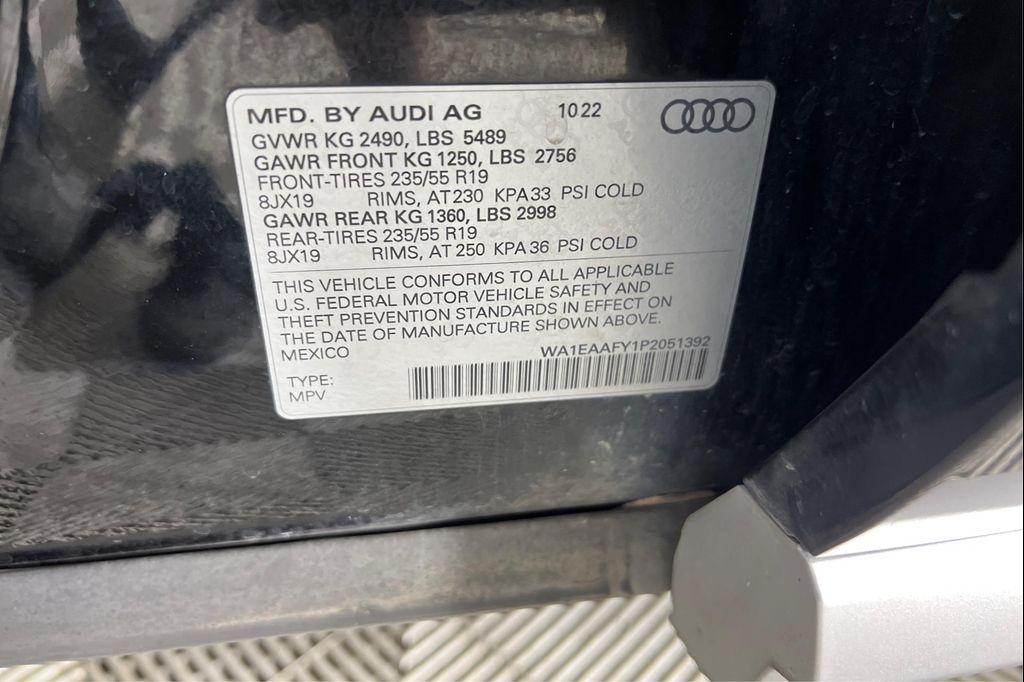 MFD. BY AUDI AG 10 22
GVWR KG 2490, LBS 5489
GAWR FRONT KG 1250, LBS 2756
FRONT-TIRES 235/55 R19
8JX19 RIMS, AT 230 KPA 33 PSI COLD
GAWR REAR KG 1360, LBS 2998
REAR-TIRES 235/55 R19
8JX19 RIMS, AT 250 KPA 36 PSI COLD
THIS VEHICLE CONFORMS TO ALL APPLICABLE
U.S. FEDERAL MOTOR VEHICLE SAFETY AND
THEFT PREVENTION STANDARDS IN EFFECT ON
THE DATE OF MANUFACTURE SHOWN ABOVE.
MEXICO WA1EAAFY1P2051392
TYPE:
MPV